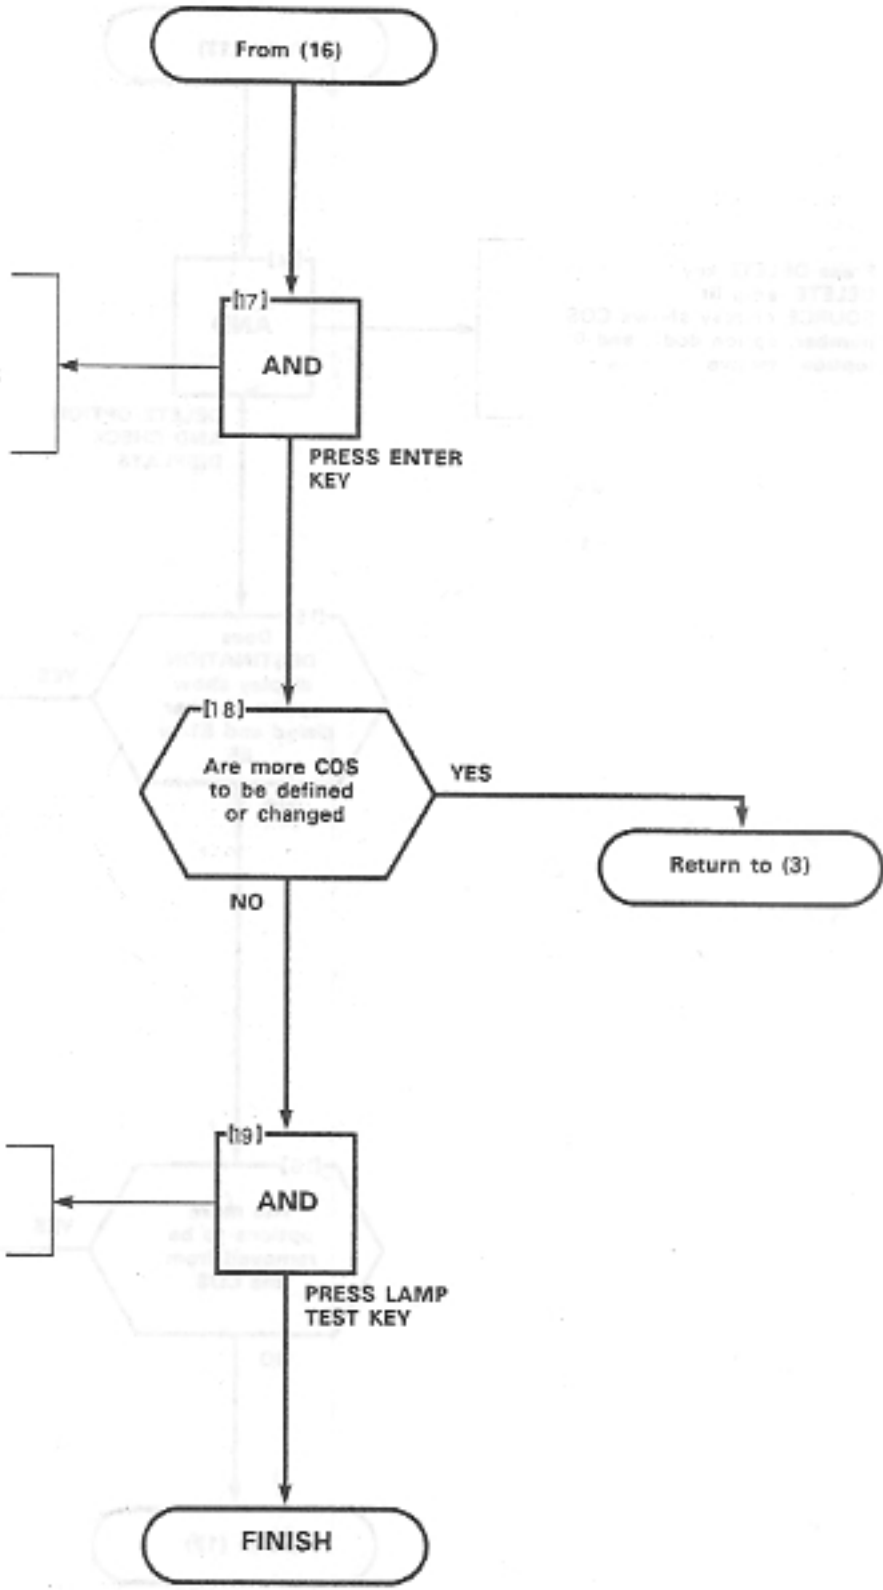 From (16)
[17]
AND
PRESS ENTER
KEY
[18]
Are more COS
to be defined
or changed
YES
Return to (3)
NO
[19]
AND
PRESS LAMP
TEST KEY
FINISH